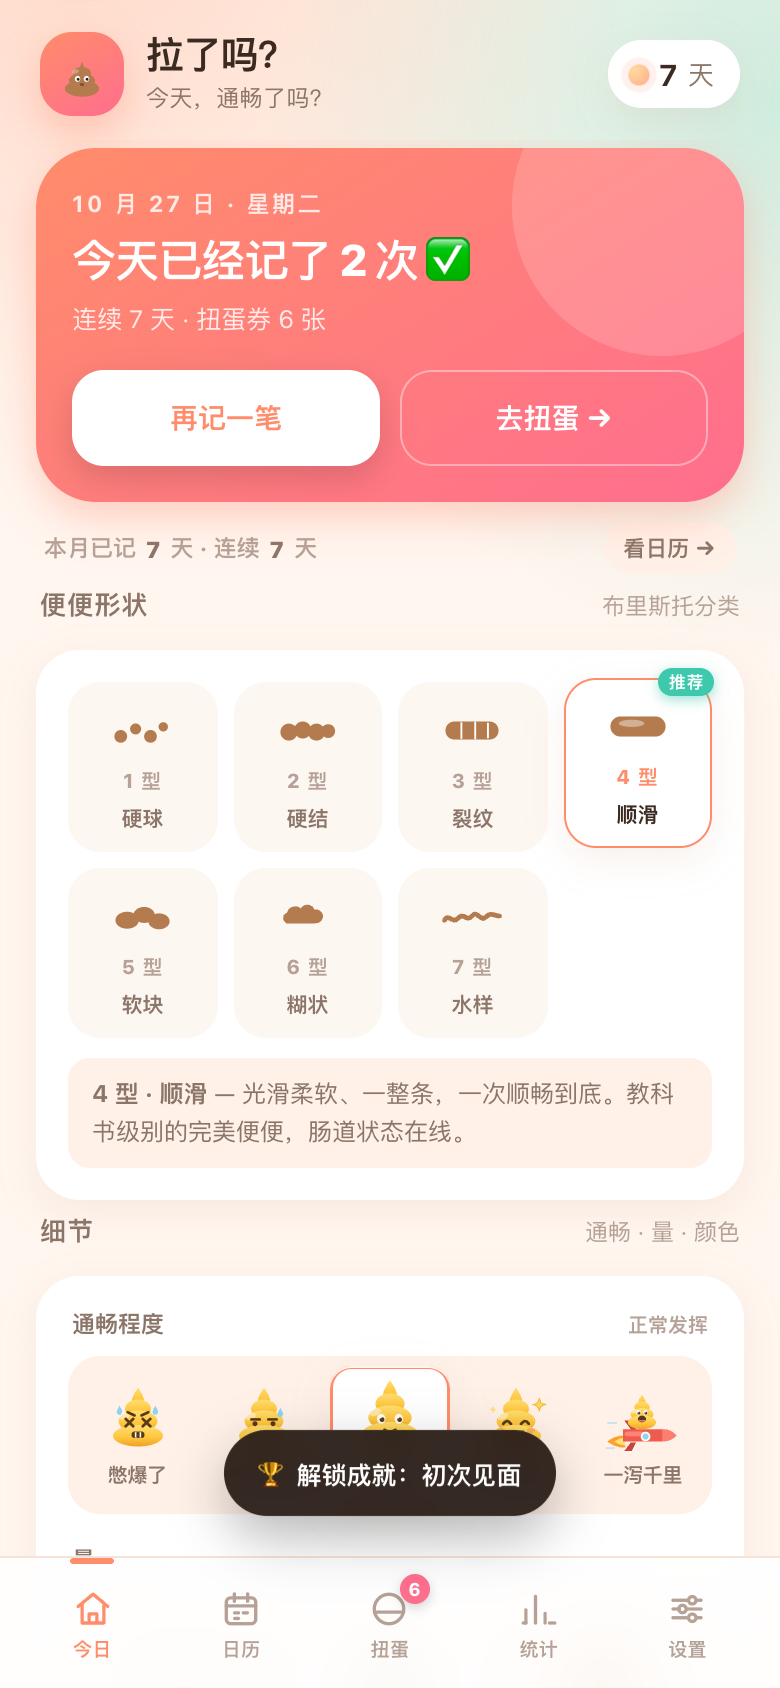 拉了吗?
今天，通畅了吗?
7 天
10 月 27 日 · 星期二
今天已经记了 2 次 ✅
连续 7 天 · 扭蛋券 6 张
再记一笔
去扭蛋 →
本月已记 7 天 · 连续 7 天
看日历 →
便便形状
布里斯托分类
推荐
1 型
硬球
2 型
硬结
3 型
裂纹
4 型
顺滑
5 型
软块
6 型
糊状
7 型
水样
4 型 · 顺滑 — 光滑柔软、一整条，一次顺畅到底。教科
书级别的完美便便，肠道状态在线。
细节
通畅 · 量 · 颜色
通畅程度
正常发挥
憋爆了
一泻千里
🏆 解锁成就：初次见面
今日
日历
6
扭蛋
统计
设置